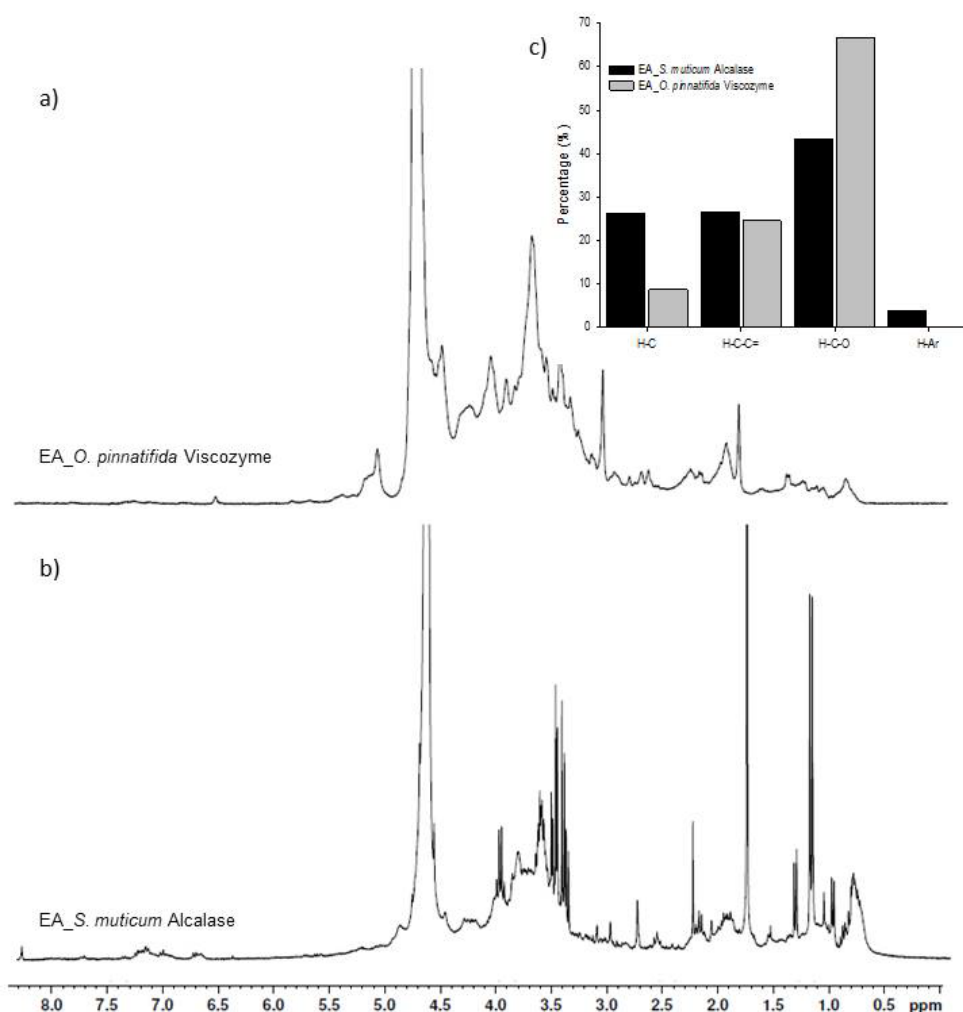 a)
c)
70
60
50
40
30
20
10
0
Percentage (%)
EA_S. muticum Alcalase
EA_O. pinnatifida Viscozyme
H-C H-C-C= H-C-O H-Ar
EA_O. pinnatifida Viscozyme
b)
EA_S. muticum Alcalase
8.0 7.5 7.0 6.5 6.0 5.5 5.0 4.5 4.0 3.5 3.0 2.5 2.0 1.5 1.0 0.5 ppm